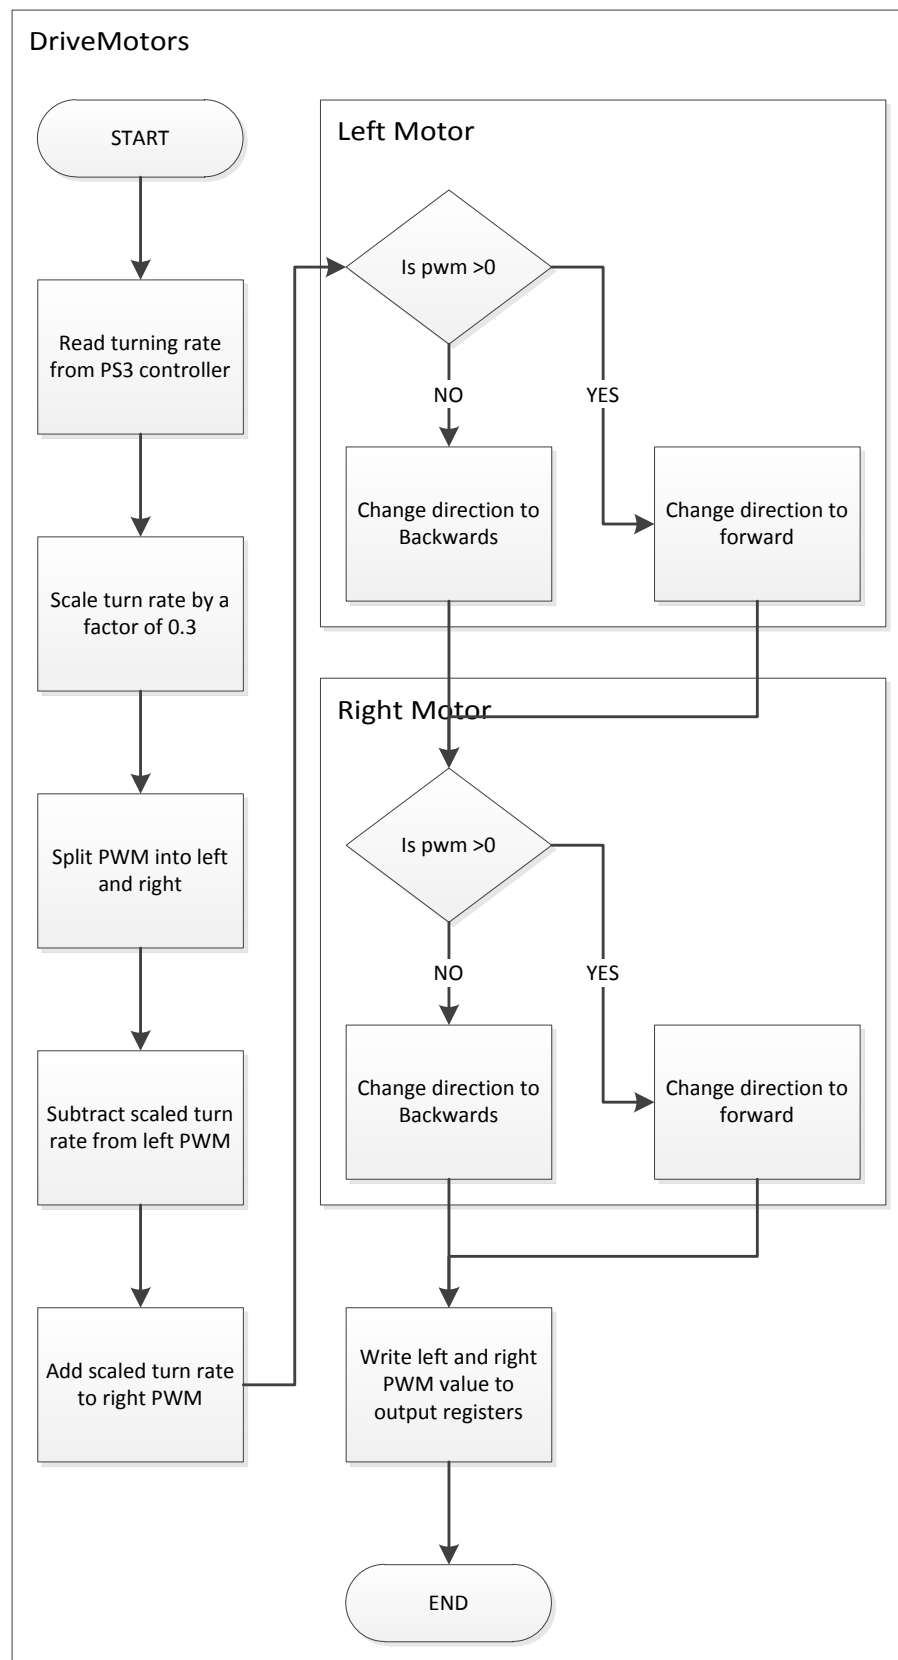 DriveMotors
START
Read turning rate
from PS3 controller
Scale turn rate by a
factor of 0.3
Split PWM into left
and right
Subtract scaled turn
rate from left PWM
Add scaled turn rate
to right PWM
Left Motor
Is pwm >0
NO
YES
Change direction to
Backwards
Change direction to
forward
Right Motor
Is pwm >0
NO
YES
Change direction to
Backwards
Change direction to
forward
Write left and right
PWM value to
output registers
END